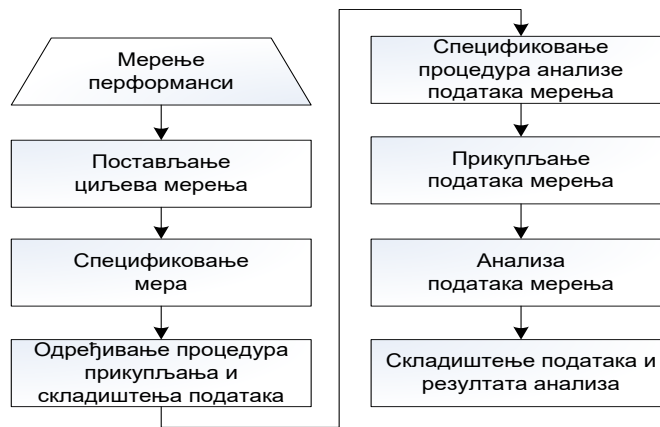 Мерење
перформанси
Постављање
циљева мерења
Спецификовање
мера
Одређивање процедура
прикупљања и
складиштења података
Спецификовање
процедура анализе
података мерења
Прикупљање
података мерења
Анализа
података мерења
Складиштење података и
резултата анализа